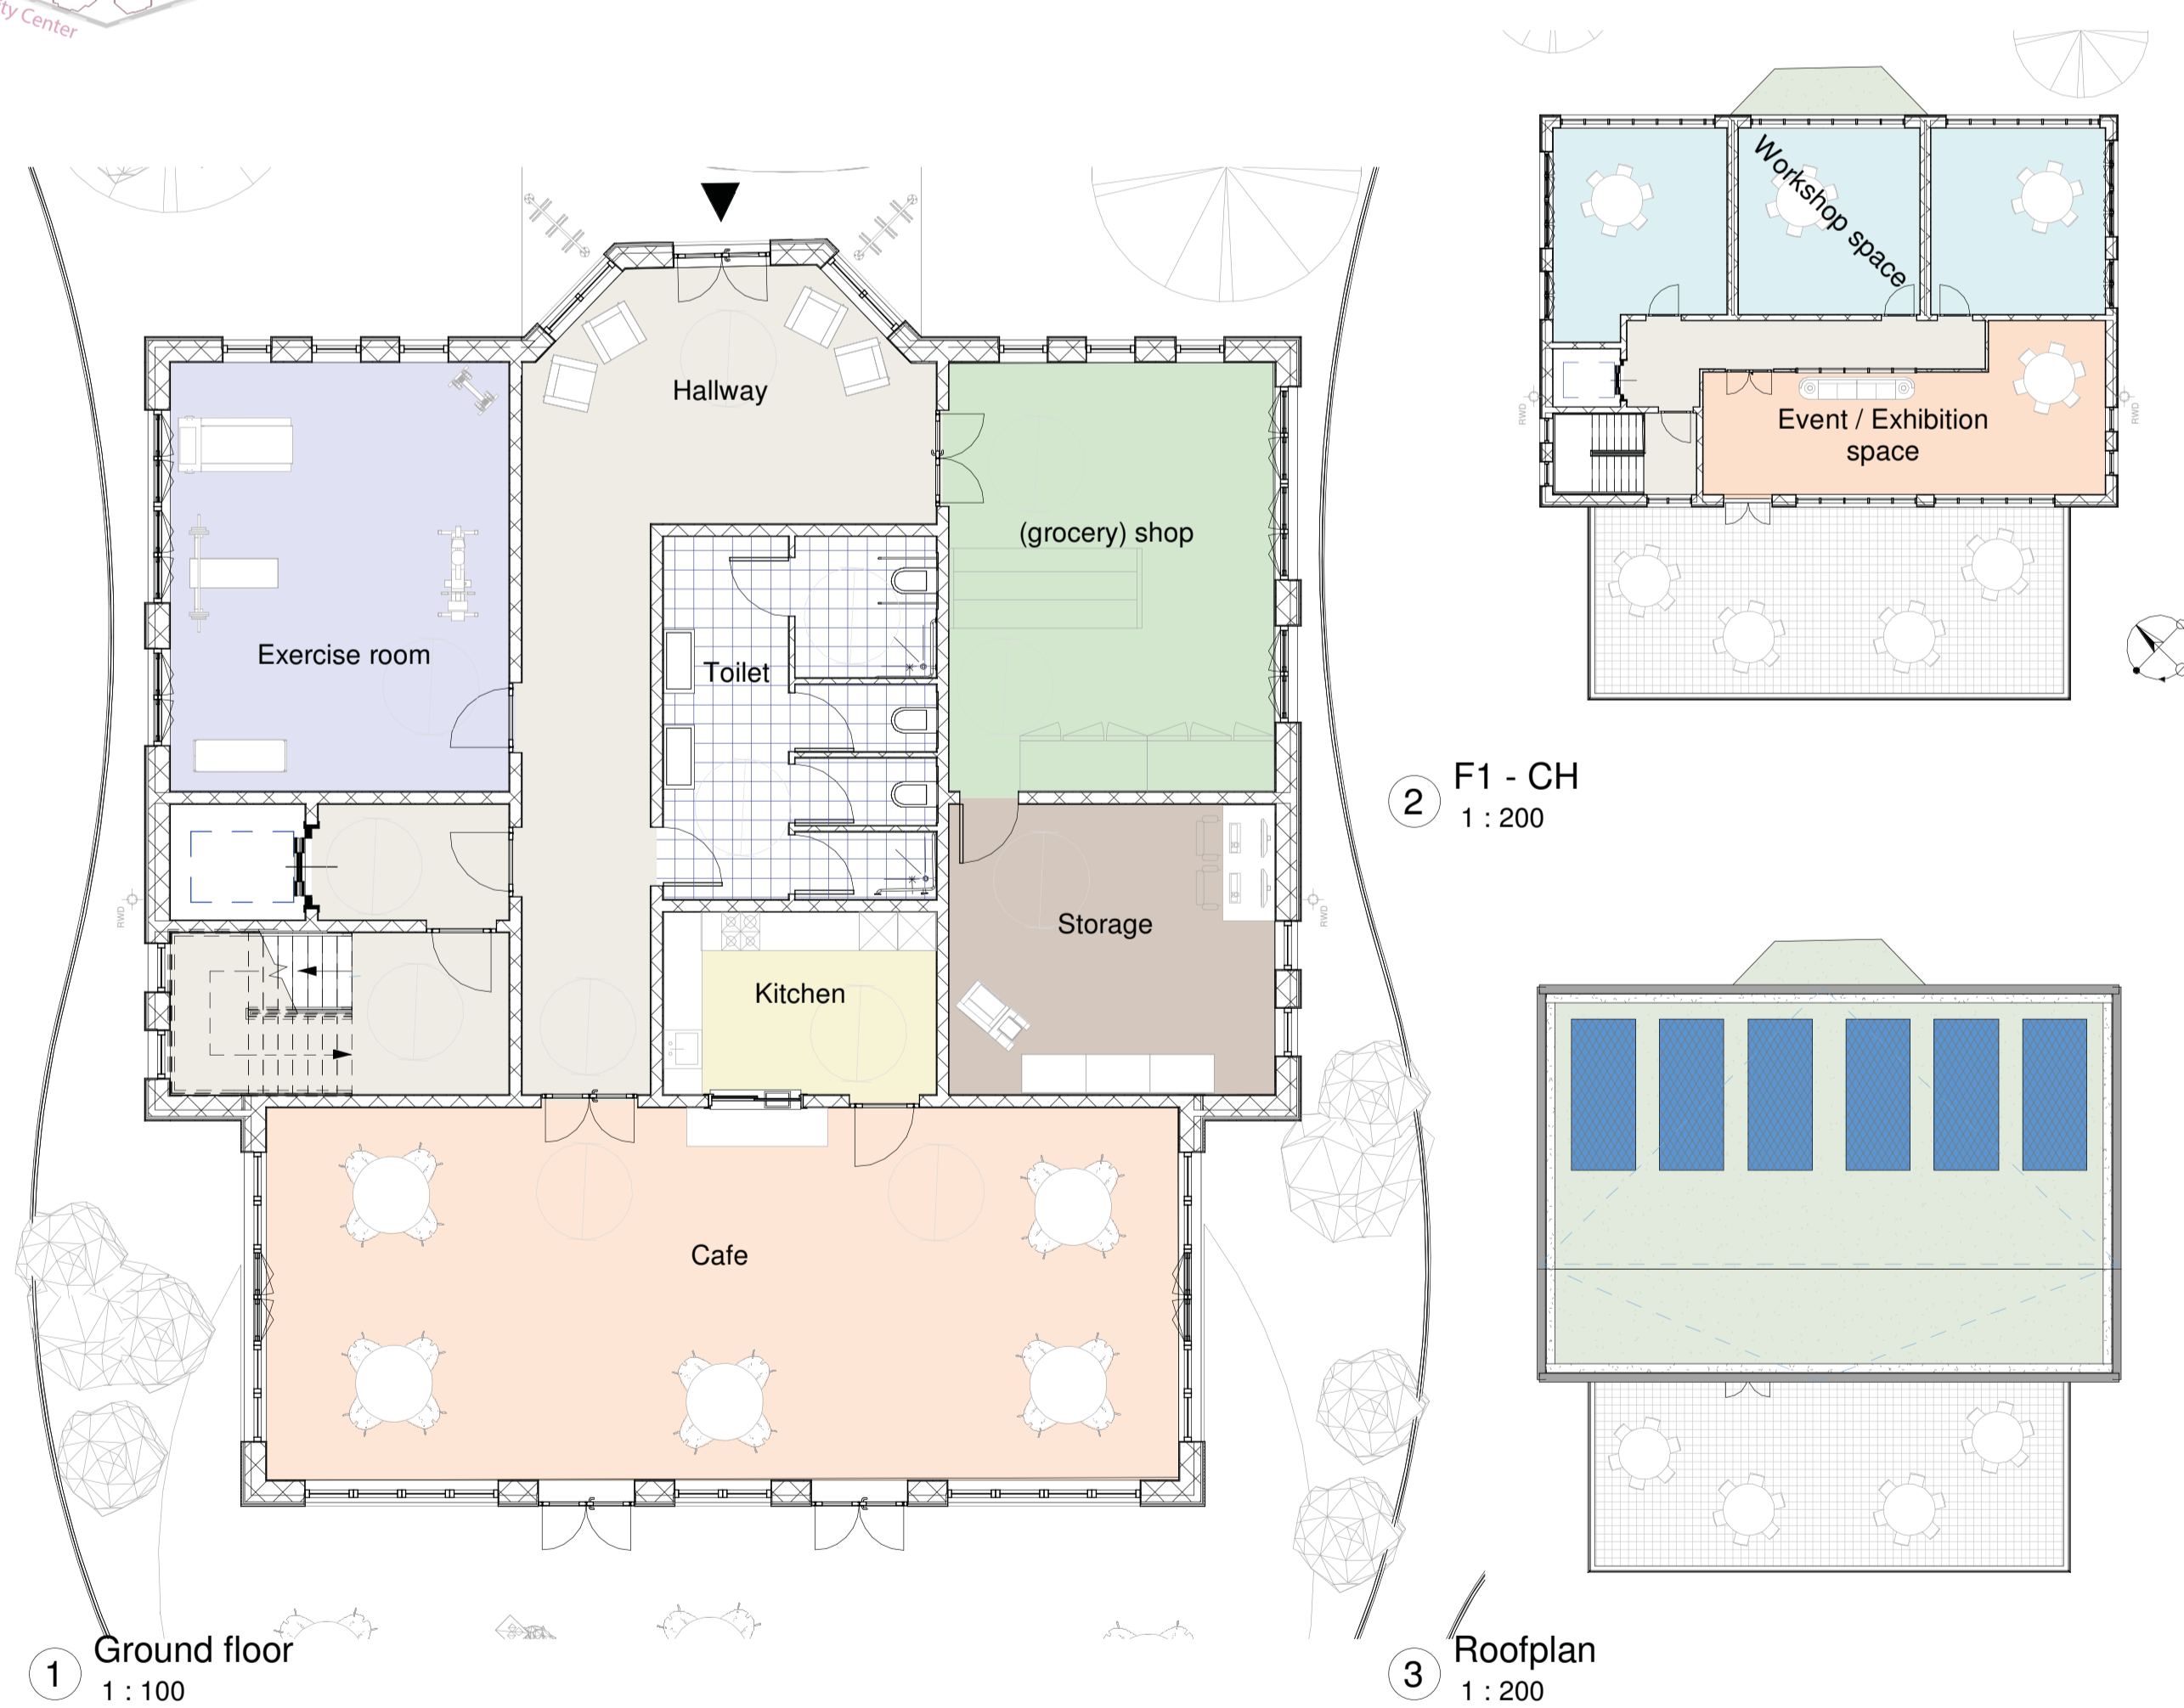 ty Center
Hallway
(grocery) shop
Exercise room
Toilet
Storage
Kitchen
Cafe
RWD
RWD
1 Ground floor
1 : 100
Workshop space
Event / Exhibition
space
RWD
RWD
2 F1 - CH
1 : 200
3 Roofplan
1 : 200